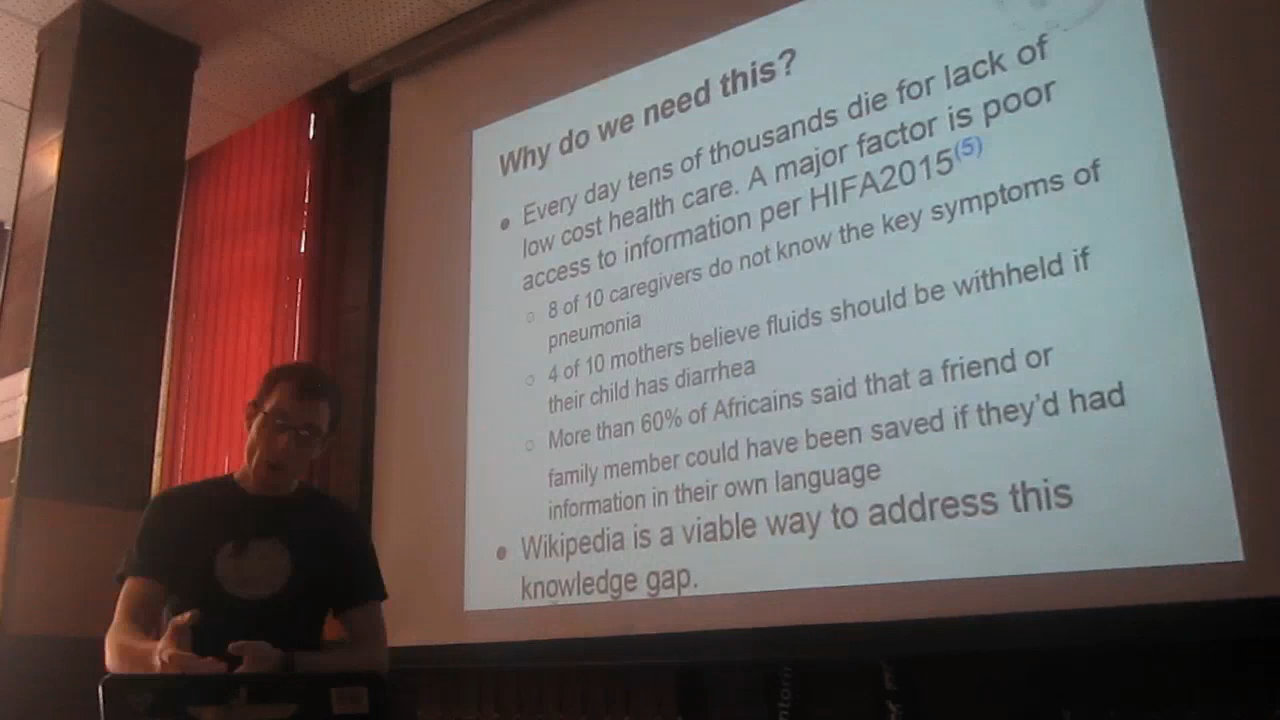 Why do we need this?
• Every day tens of thousands die for lack of
low cost health care. A major factor is poor
access to information per HIFA2015(5)
○ 8 of 10 caregivers do not know the key symptoms of
pneumonia
○ 4 of 10 mothers believe fluids should be withheld if
their child has diarrhea
○ More than 60% of Africains said that a friend or
family member could have been saved if they'd had
information in their own language
• Wikipedia is a viable way to address this
knowledge gap.